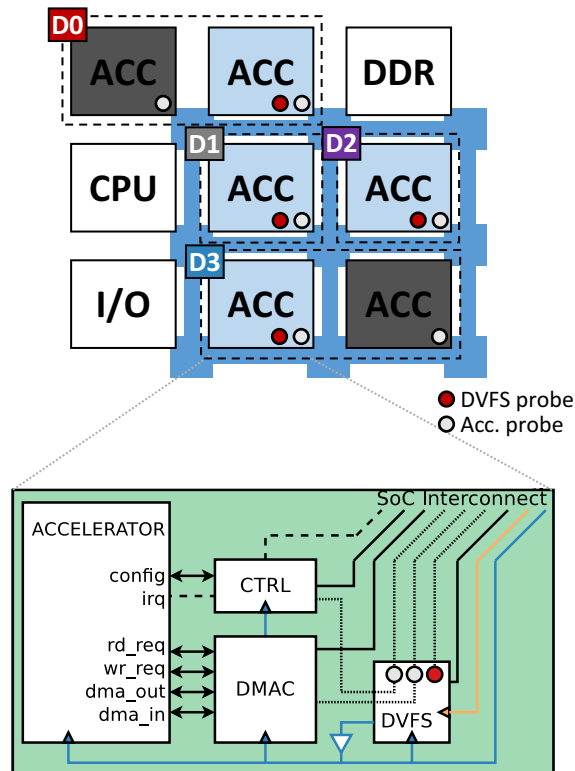 D0
ACC
ACC
DDR
D1
D2
CPU
ACC
ACC
D3
I/O
ACC
ACC
DVFS probe
Acc. probe
SoC Interconnect
ACCELERATOR
config
CTRL
irq
rd_req
wr_req
DMAC
dma_out
dma_in
DVFS